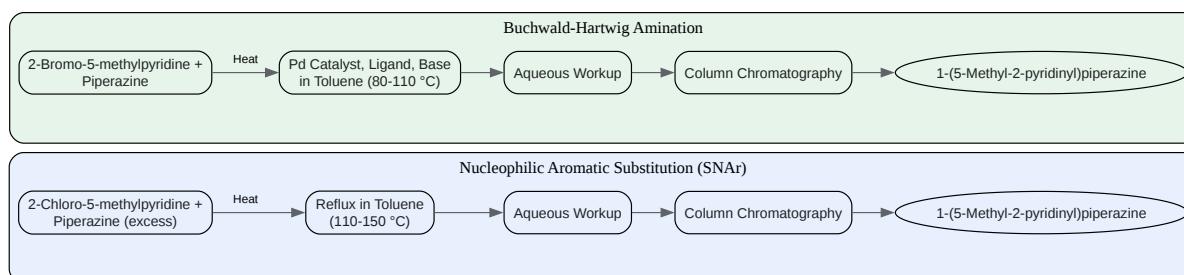 Buchwald-Hartwig Amination
2-Bromo-5-methylpyridine +
Piperazine
Heat
Pd Catalyst, Ligand, Base
in Toluene (80-110 °C)
Aqueous Workup
Column Chromatography
1-(5-Methyl-2-pyridinyl)piperazine
Nucleophilic Aromatic Substitution (SNAr)
2-Chloro-5-methylpyridine +
Piperazine (excess)
Heat
Reflux in Toluene
(110-150 °C)
Aqueous Workup
Column Chromatography
1-(5-Methyl-2-pyridinyl)piperazine